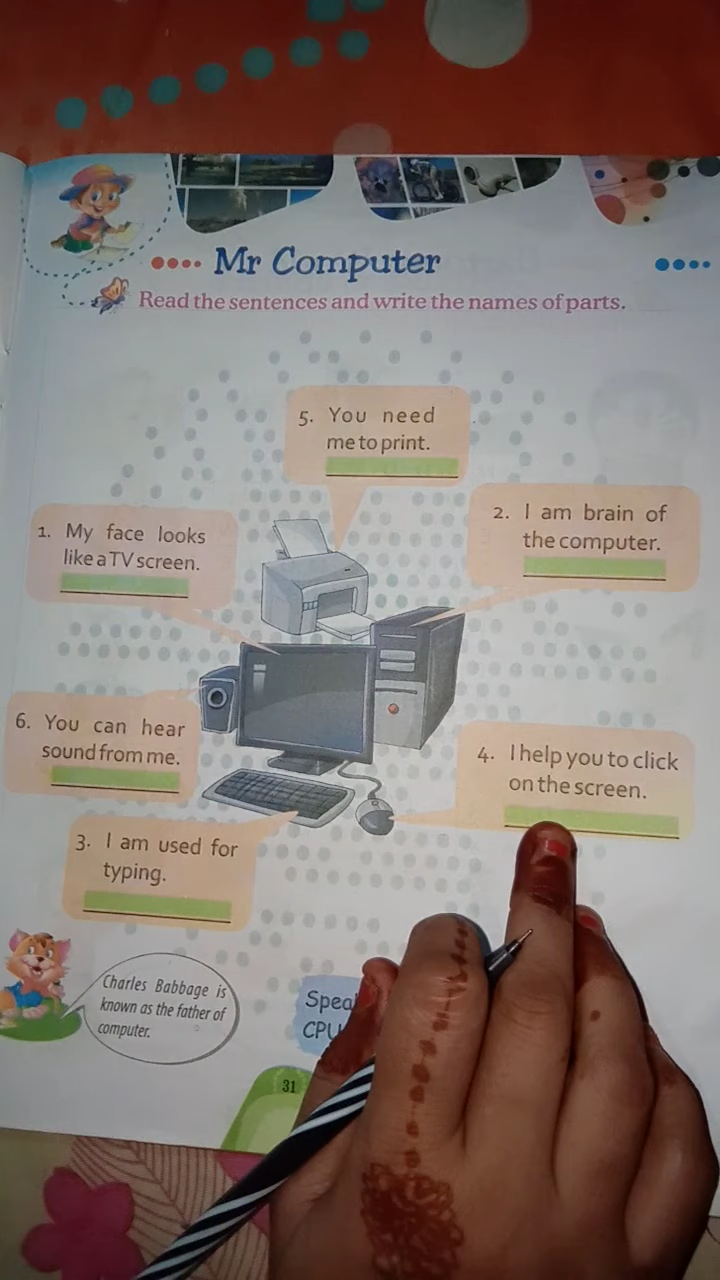 Mr Computer
Read the sentences and write the names of parts.
5. You need
me to print.
1. My face looks
like a TV screen.
2. I am brain of
the computer.
6. You can hear
sound from me.
4. I help you to click
on the screen.
3. I am used for
typing.
Charles Babbage is
known as the father of
computer.
CPU
31